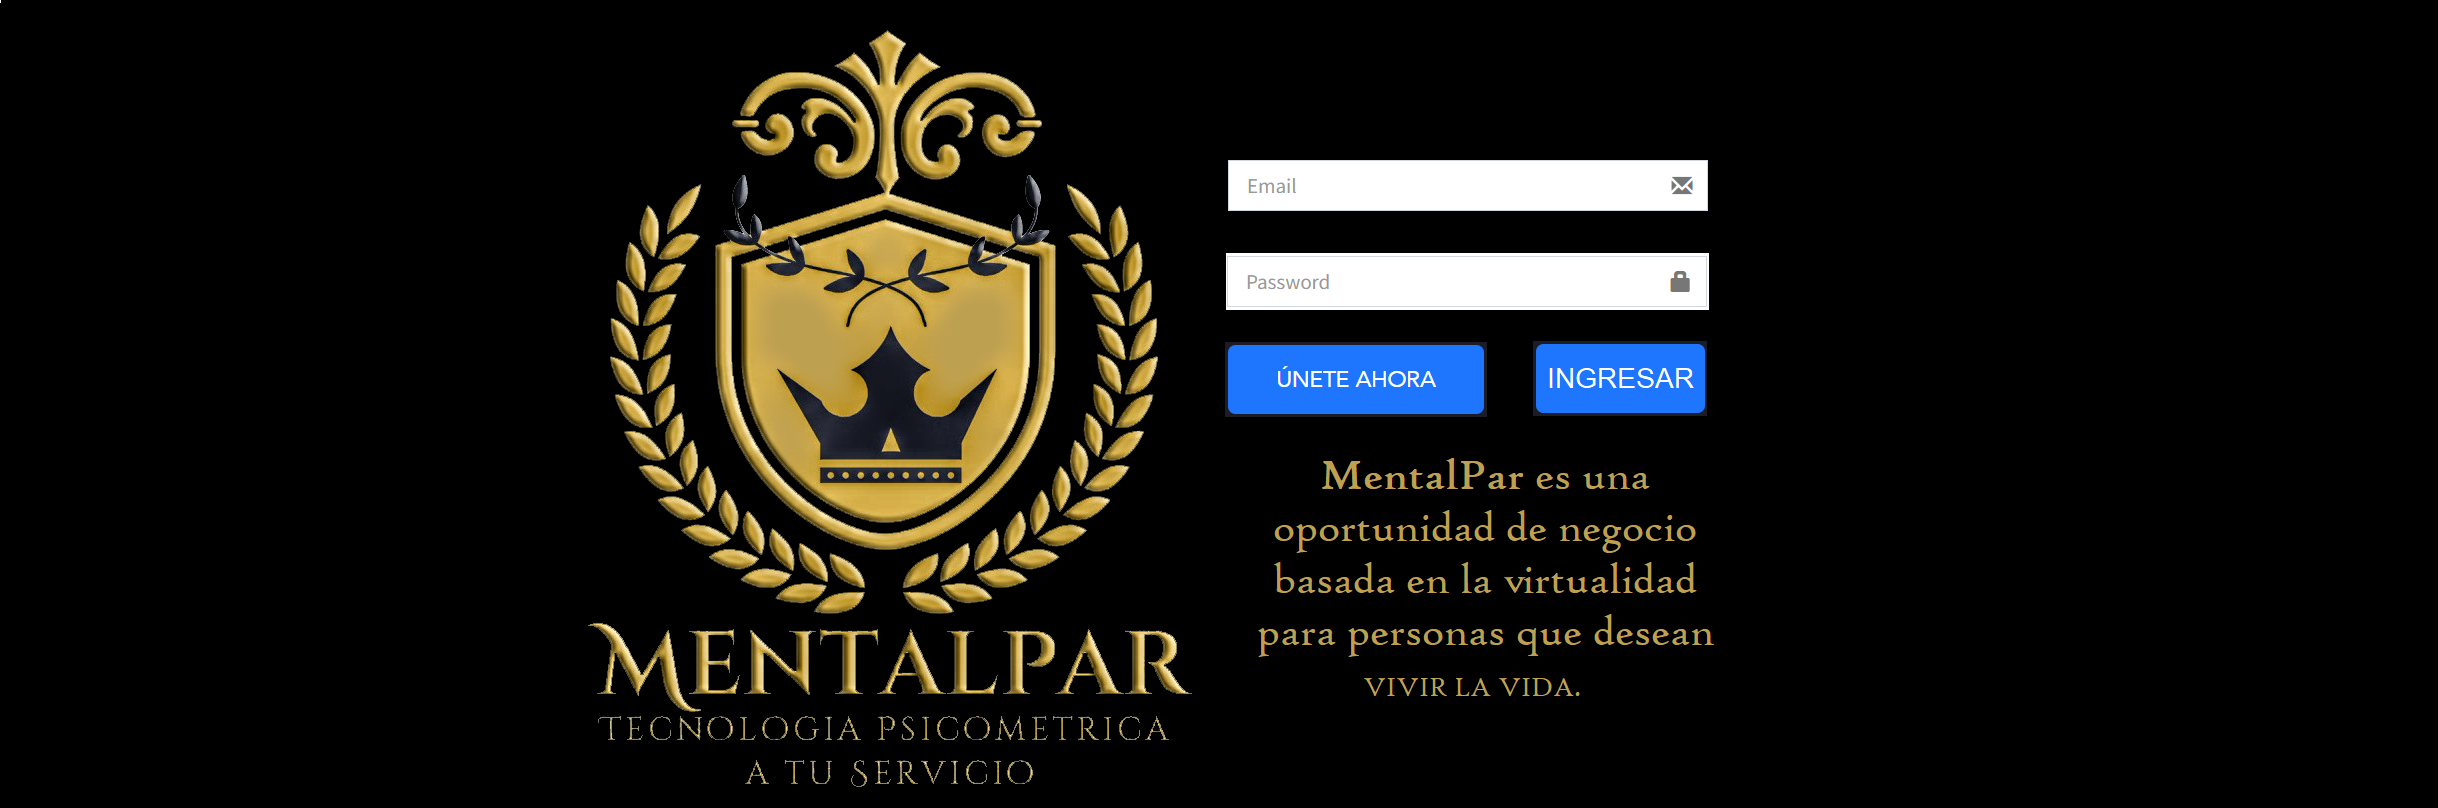 MENTALPAR
TECNOLOGIA PSICOMETRICA
A TU SERVICIO
Email
Password
ÚNETE AHORA
INGRESAR
MentalPar es una
oportunidad de negocio
basada en la virtualidad
para personas que desean
VIVIR LA VIDA.